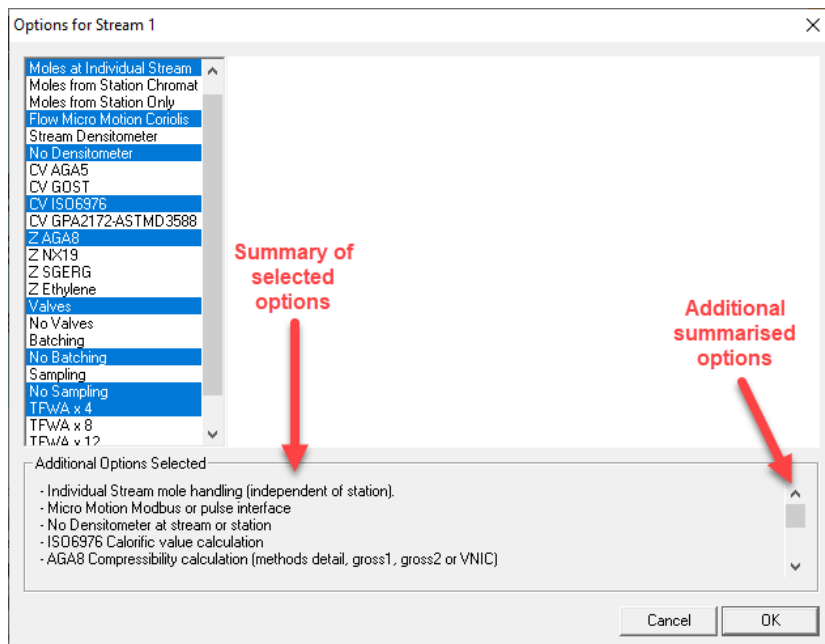 Options for Stream 1
Moles at Individual Stream
Moles from Station Chromat
Moles from Station Only
Flow Micro Motion Coriolis
Stream Densitometer
No Densitometer
CV AGA5
CV GOST
CV ISO6976
CV GPA2172-ASTMD3588
Z AGA8
Z NX19
Z SGERG
Z Ethylene
Valves
No Valves
Batching
No Batching
Sampling
No Sampling
TFWA x 4
TFWA x 8
TFWA x 12
Summary of
selected
options
Additional
summarised
options
Additional Options Selected
- Individual Stream mole handling (independent of station).
- Micro Motion Modbus or pulse interface
- No Densitometer at stream or station
- ISO6976 Calorific value calculation
- AGA8 Compressibility calculation (methods detail, gross1, gross2 or VNIC)
Cancel
OK